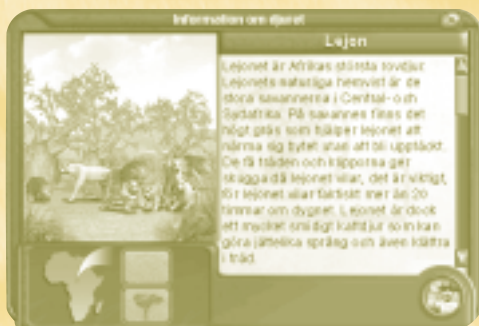 Information om djuret
Lejon
Lejonet är Afrikas största rovdjur.
Lejonets naturliga hemvist är de
stora savannerna i Central- och
Sydafrika. På savannen finns det
högt gräs som hjälper lejonet att
närma sig bytet utan att bli upptäckt.
De få träden och klipporna ger
skugga då lejonet vilar, det är viktigt,
för lejonet vilar faktiskt mer än 20
timmar om dygnet. Lejonet är dock
ett mycket smidigt kattdjur som kan
göra jättelika språng och även klättra
i träd.